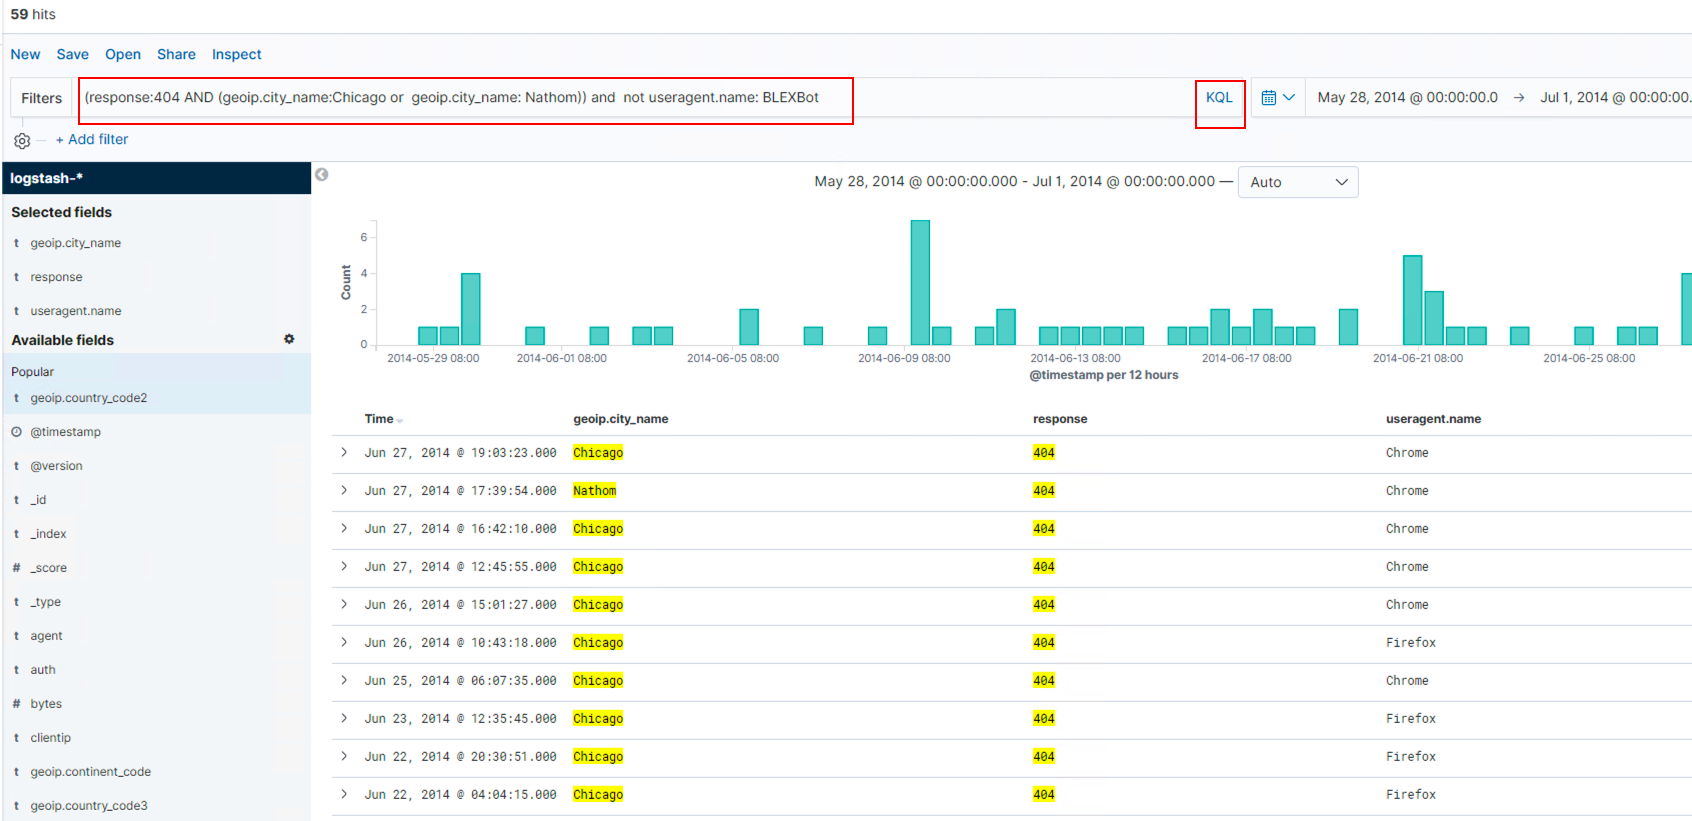 59 hits
New Save Open Share Inspect
Filters (response:404 AND (geoip.city_name:Chicago or  geoip.city_name: Nathom)) and  not useragent.name: BLEXBot KQL May 28, 2014 @ 00:00:00.0 → Jul 1, 2014 @ 00:00:00.
+ Add filter
logstash-*
Selected fields
t geoip.city_name
t response
t useragent.name
Available fields
Popular
t geoip.country_code2
@timestamp
t @version
t _id
t _index
# _score
t _type
t agent
t auth
# bytes
t clientip
t geoip.continent_code
t geoip.country_code3
May 28, 2014 @ 00:00:00.000 - Jul 1, 2014 @ 00:00:00.000 — Auto
Count
6
4
2
0
2014-05-29 08:00 2014-06-01 08:00 2014-06-05 08:00 2014-06-09 08:00 2014-06-13 08:00 2014-06-17 08:00 2014-06-21 08:00 2014-06-25 08:00
@timestamp per 12 hours
Time geoip.city_name response useragent.name
Jun 27, 2014 @ 19:03:23.000 Chicago 404 Chrome
Jun 27, 2014 @ 17:39:54.000 Nathom 404 Chrome
Jun 27, 2014 @ 16:42:10.000 Chicago 404 Chrome
Jun 27, 2014 @ 12:45:55.000 Chicago 404 Chrome
Jun 26, 2014 @ 15:01:27.000 Chicago 404 Chrome
Jun 26, 2014 @ 10:43:18.000 Chicago 404 Firefox
Jun 25, 2014 @ 06:07:35.000 Chicago 404 Chrome
Jun 23, 2014 @ 12:35:45.000 Chicago 404 Firefox
Jun 22, 2014 @ 20:30:51.000 Chicago 404 Firefox
Jun 22, 2014 @ 04:04:15.000 Chicago 404 Firefox